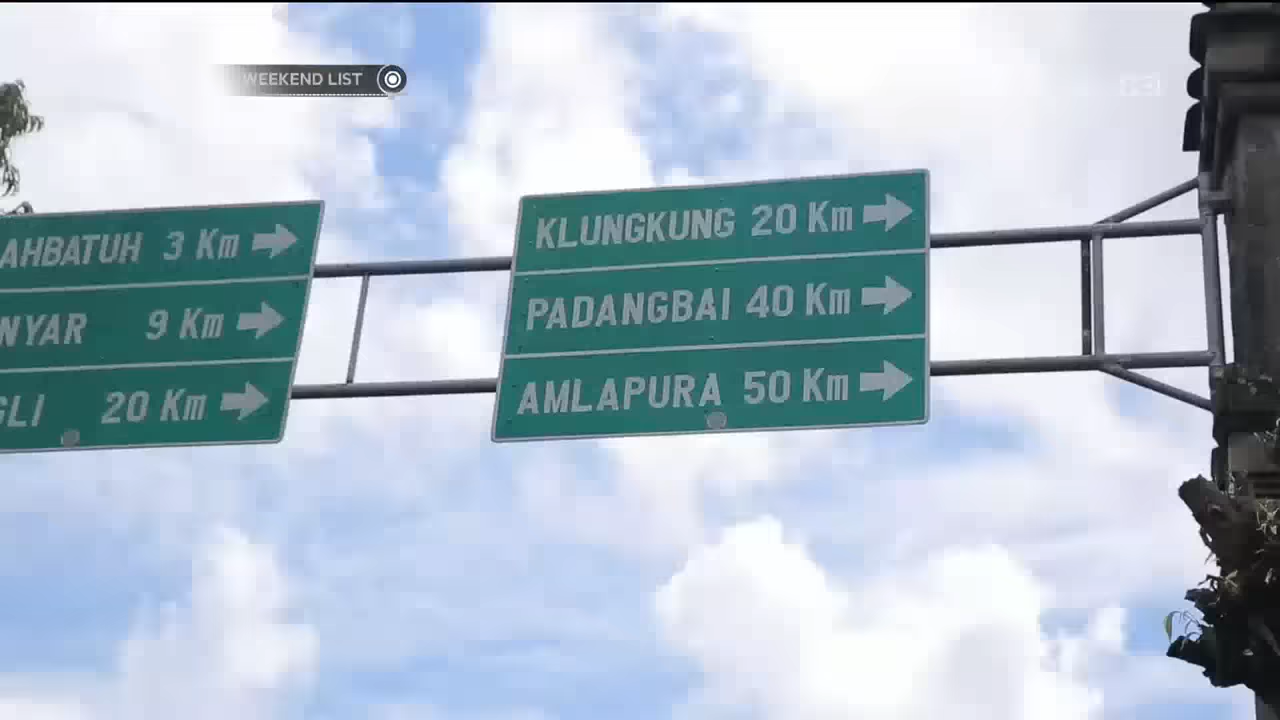 WEEKEND LIST
AHBATUH 3 Km
NYAR 9 Km
GLI 20 Km
KLUNGKUNG 20 Km
PADANGBAI 40 Km
AMLAPURA 50 Km